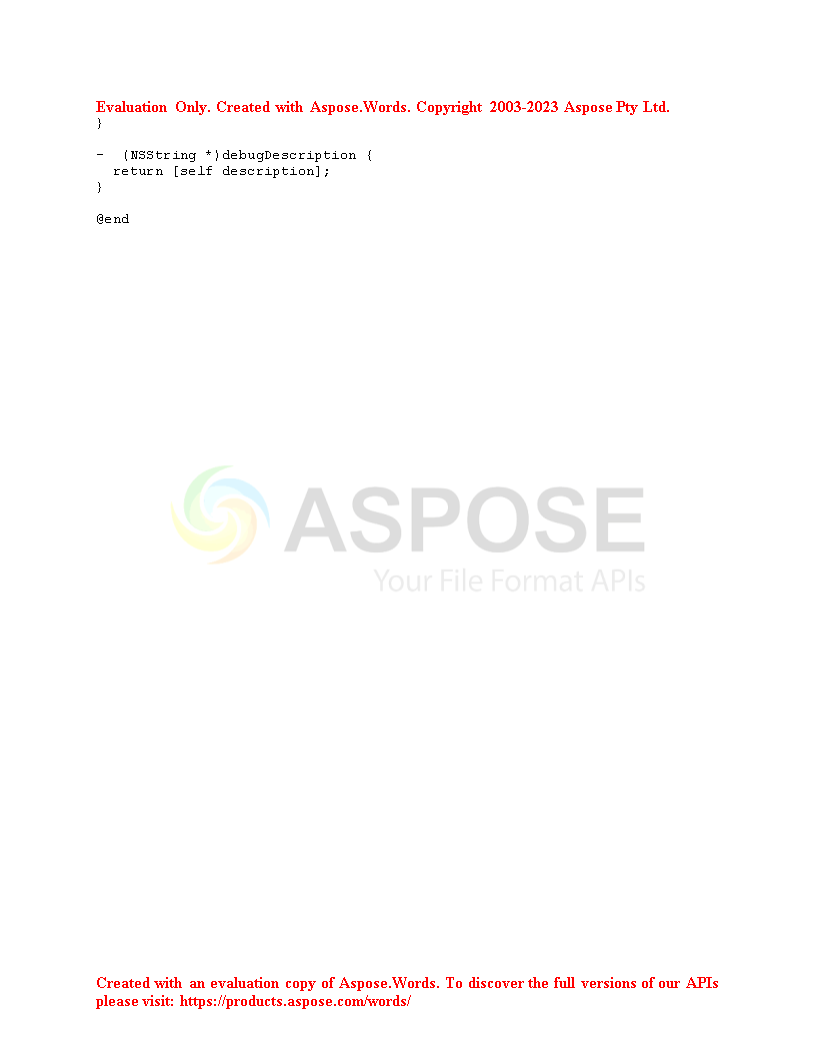 Evaluation Only. Created with Aspose.Words. Copyright 2003-2023 Aspose Pty Ltd.
}
- (NSString *)debugDescription {
return [self description];
}
@end
ASPOSE
Your File Format APIs
Created with an evaluation copy of Aspose.Words. To discover the full versions of our APIs
please visit: https://products.aspose.com/words/